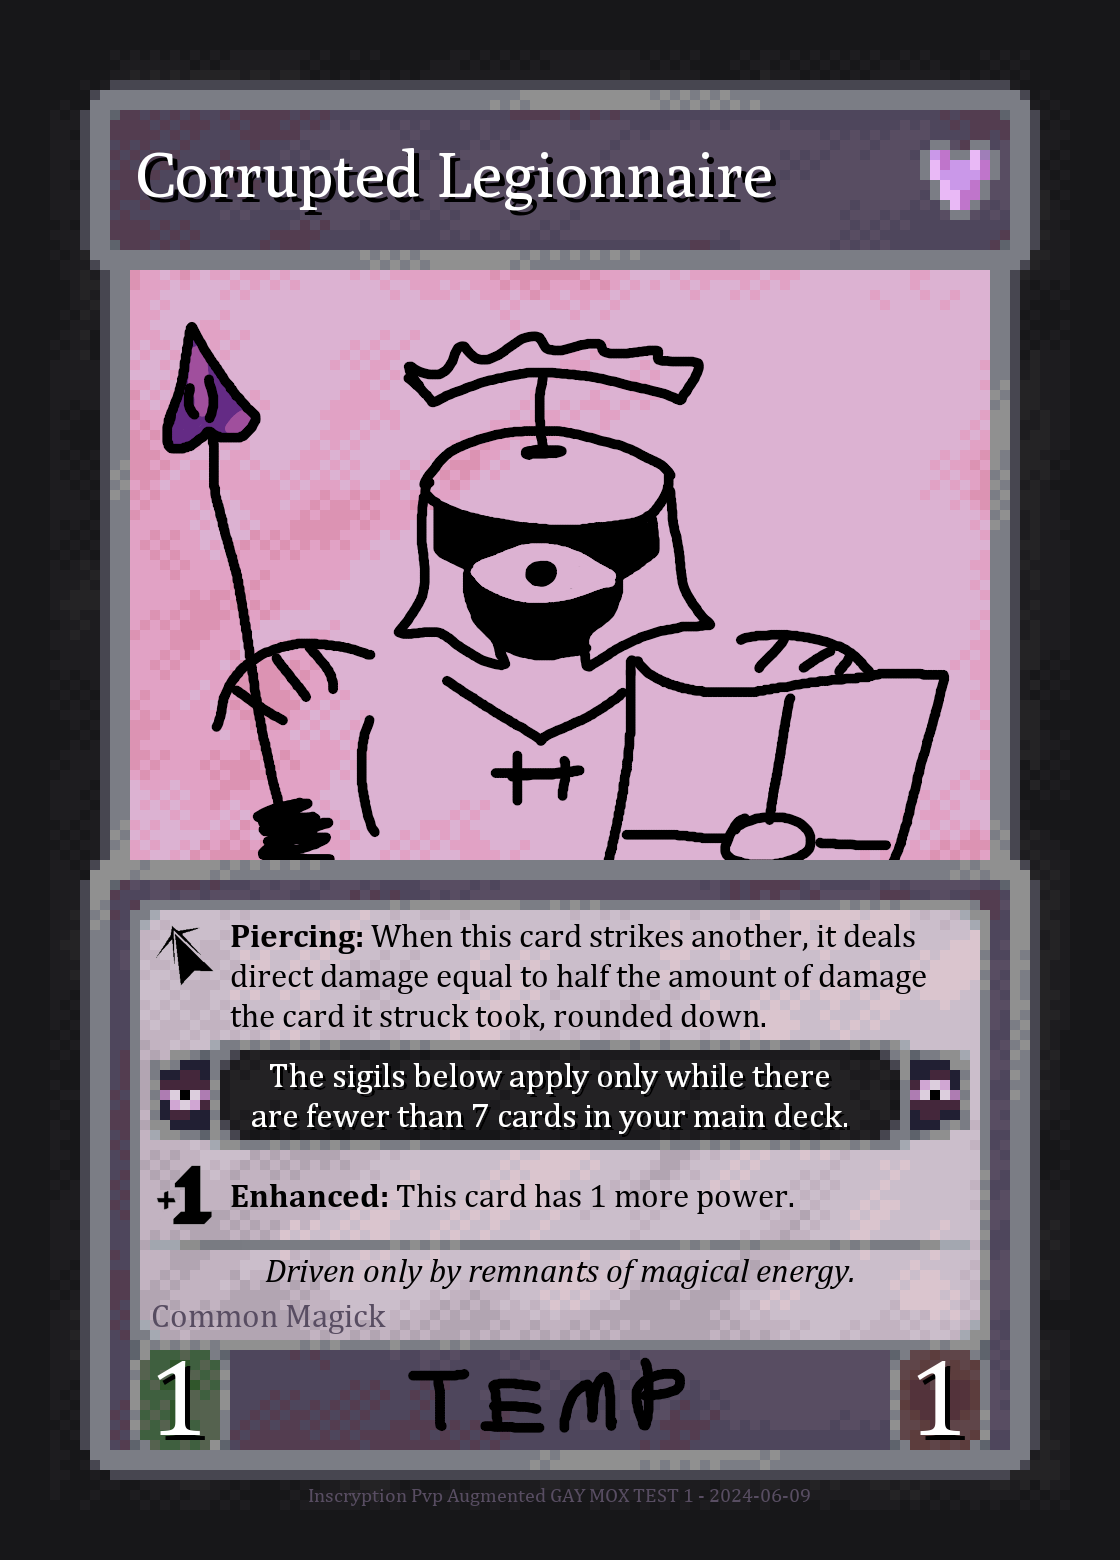 Corrupted Legionnaire
Piercing: When this card strikes another, it deals
direct damage equal to half the amount of damage
the card it struck took, rounded down.
The sigils below apply only while there
are fewer than 7 cards in your main deck.
+1
Enhanced: This card has 1 more power.
Driven only by remnants of magical energy.
Common Magick
1 TEMP 1
Inscryption Pvp Augmented GAY MOX TEST 1 - 2024-06-09